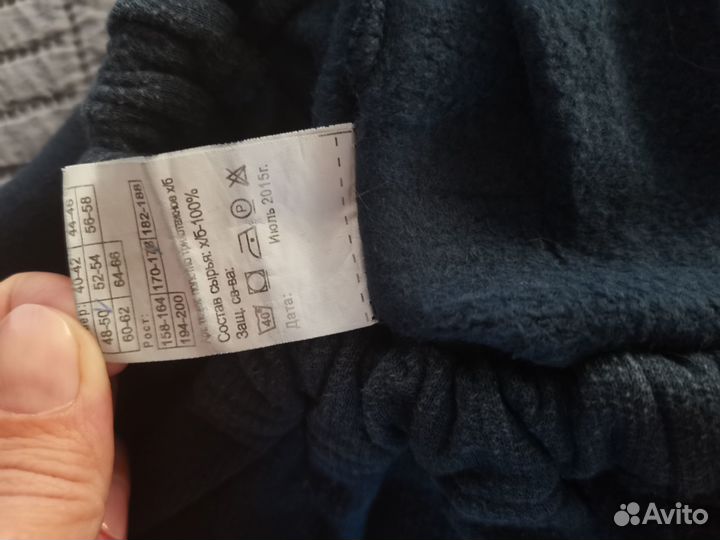 40-42 44-46
48-50 52-54 56-58
60-62 64-66
Рост:
158-164 170-176 182-188
194-200
трикотажное х/б
Состав сырья: х/б-100%
Защ. св-ва:
40°
P
Дата: Июль 2015г.
Avito